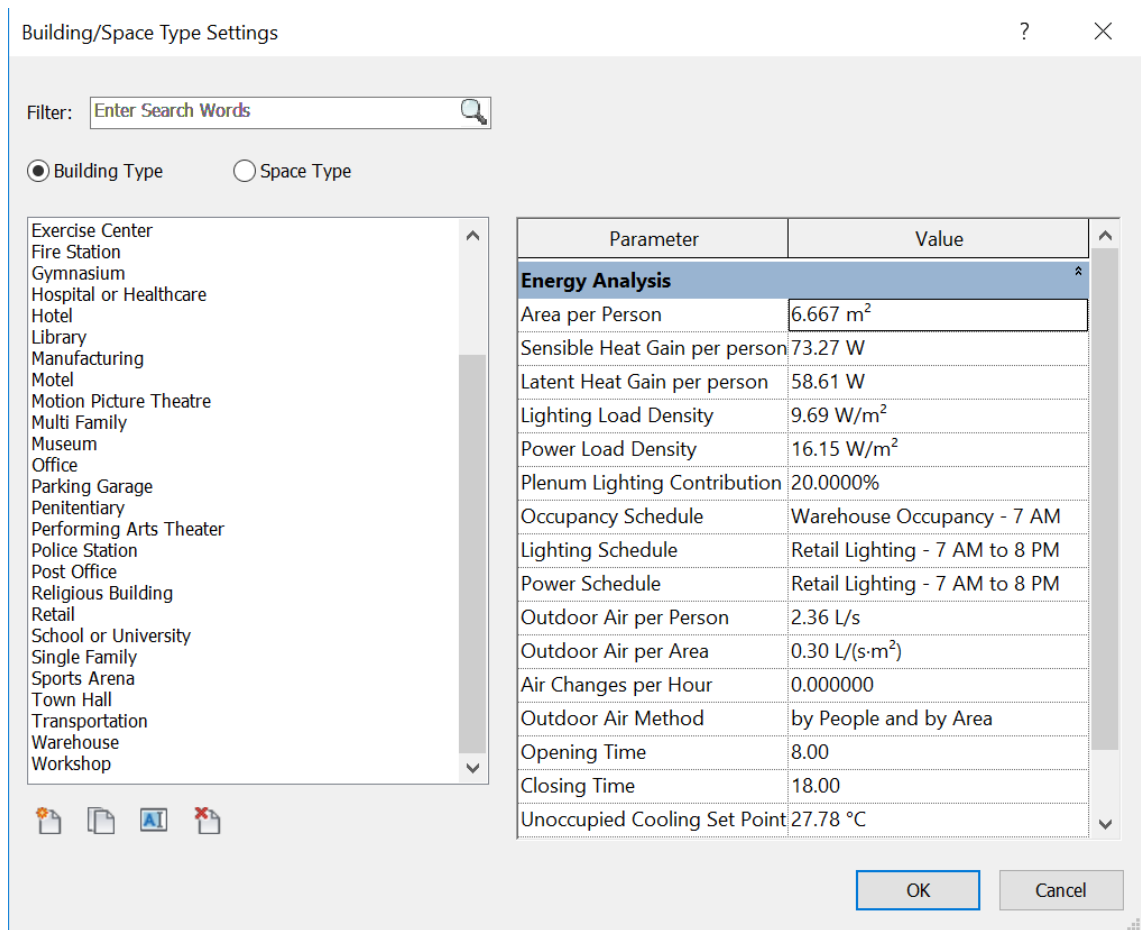 Building/Space Type Settings
?
Filter:
Enter Search Words
Building Type
Space Type
Exercise Center
Fire Station
Gymnasium
Hospital or Healthcare
Hotel
Library
Manufacturing
Motel
Motion Picture Theatre
Multi Family
Museum
Office
Parking Garage
Penitentiary
Performing Arts Theater
Police Station
Post Office
Religious Building
Retail
School or University
Single Family
Sports Arena
Town Hall
Transportation
Warehouse
Workshop
AI
Parameter Value
Energy Analysis
Area per Person 6.667 m²
Sensible Heat Gain per person 73.27 W
Latent Heat Gain per person 58.61 W
Lighting Load Density 9.69 W/m²
Power Load Density 16.15 W/m²
Plenum Lighting Contribution 20.0000%
Occupancy Schedule Warehouse Occupancy - 7 AM
Lighting Schedule Retail Lighting - 7 AM to 8 PM
Power Schedule Retail Lighting - 7 AM to 8 PM
Outdoor Air per Person 2.36 L/s
Outdoor Air per Area 0.30 L/(s·m²)
Air Changes per Hour 0.000000
Outdoor Air Method by People and by Area
Opening Time 8.00
Closing Time 18.00
Unoccupied Cooling Set Point 27.78 °C
OK
Cancel